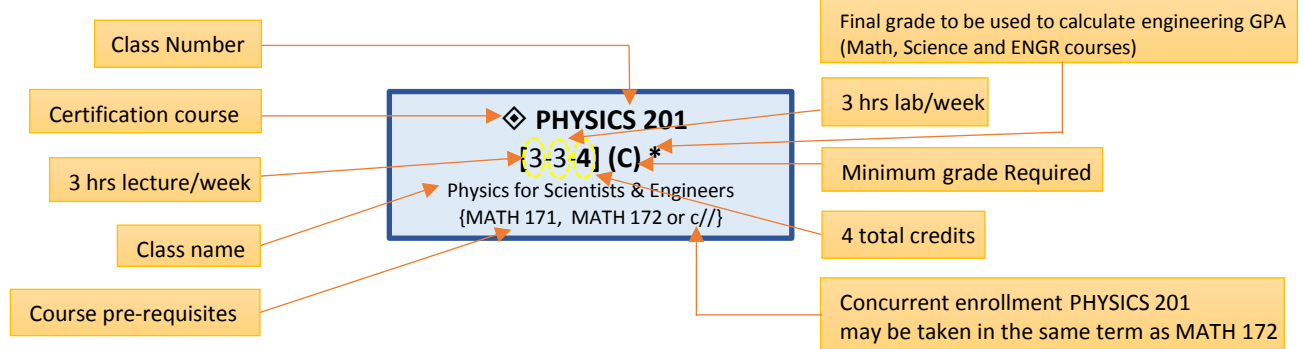 Final grade to be used to calculate engineering GPA
(Math, Science and ENGR courses)
Class Number
3 hrs lab/week
Certification course
PHYSICS 201
[3-3-4] (C) *
3 hrs lecture/week
Minimum grade Required
Physics for Scientists & Engineers
{MATH 171, MATH 172 or c//}
Class name
4 total credits
Course pre-requisites
Concurrent enrollment PHYSICS 201
may be taken in the same term as MATH 172